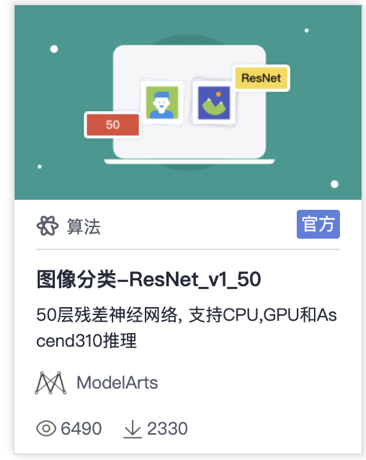 ResNet
50
算法
官方
图像分类-ResNet_v1_50
50层残差神经网络, 支持CPU,GPU和As
cend310推理
ModelArts
6490 2330